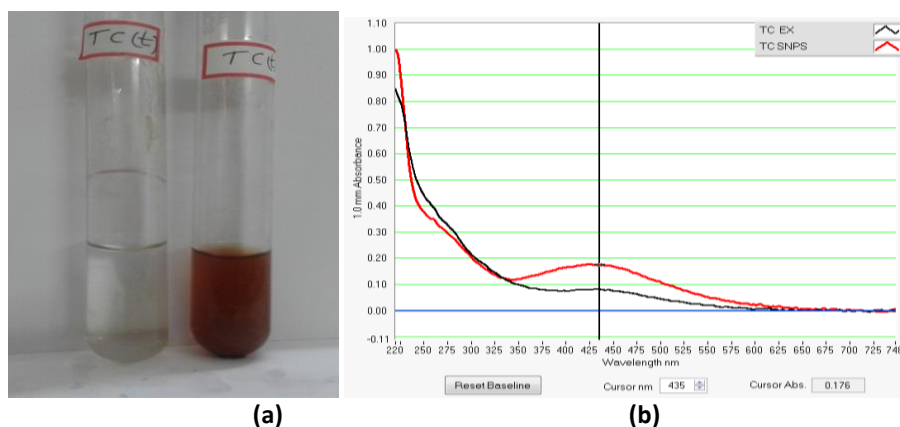 TC(t)
TC(t)
1.10
1.00
0.90
0.80
0.70
0.60
0.50
0.40
0.30
0.20
0.10
0.00
-0.11
1.0 mm Absorbance
TC EX
TC SNPS
220 250 275 300 325 350 375 400 425 450 475 500 525 550 575 600 625 650 675 700 725 748
Wavelength nm
Reset Baseline
Cursor nm 435
Cursor Abs. 0.176
(a)
(b)